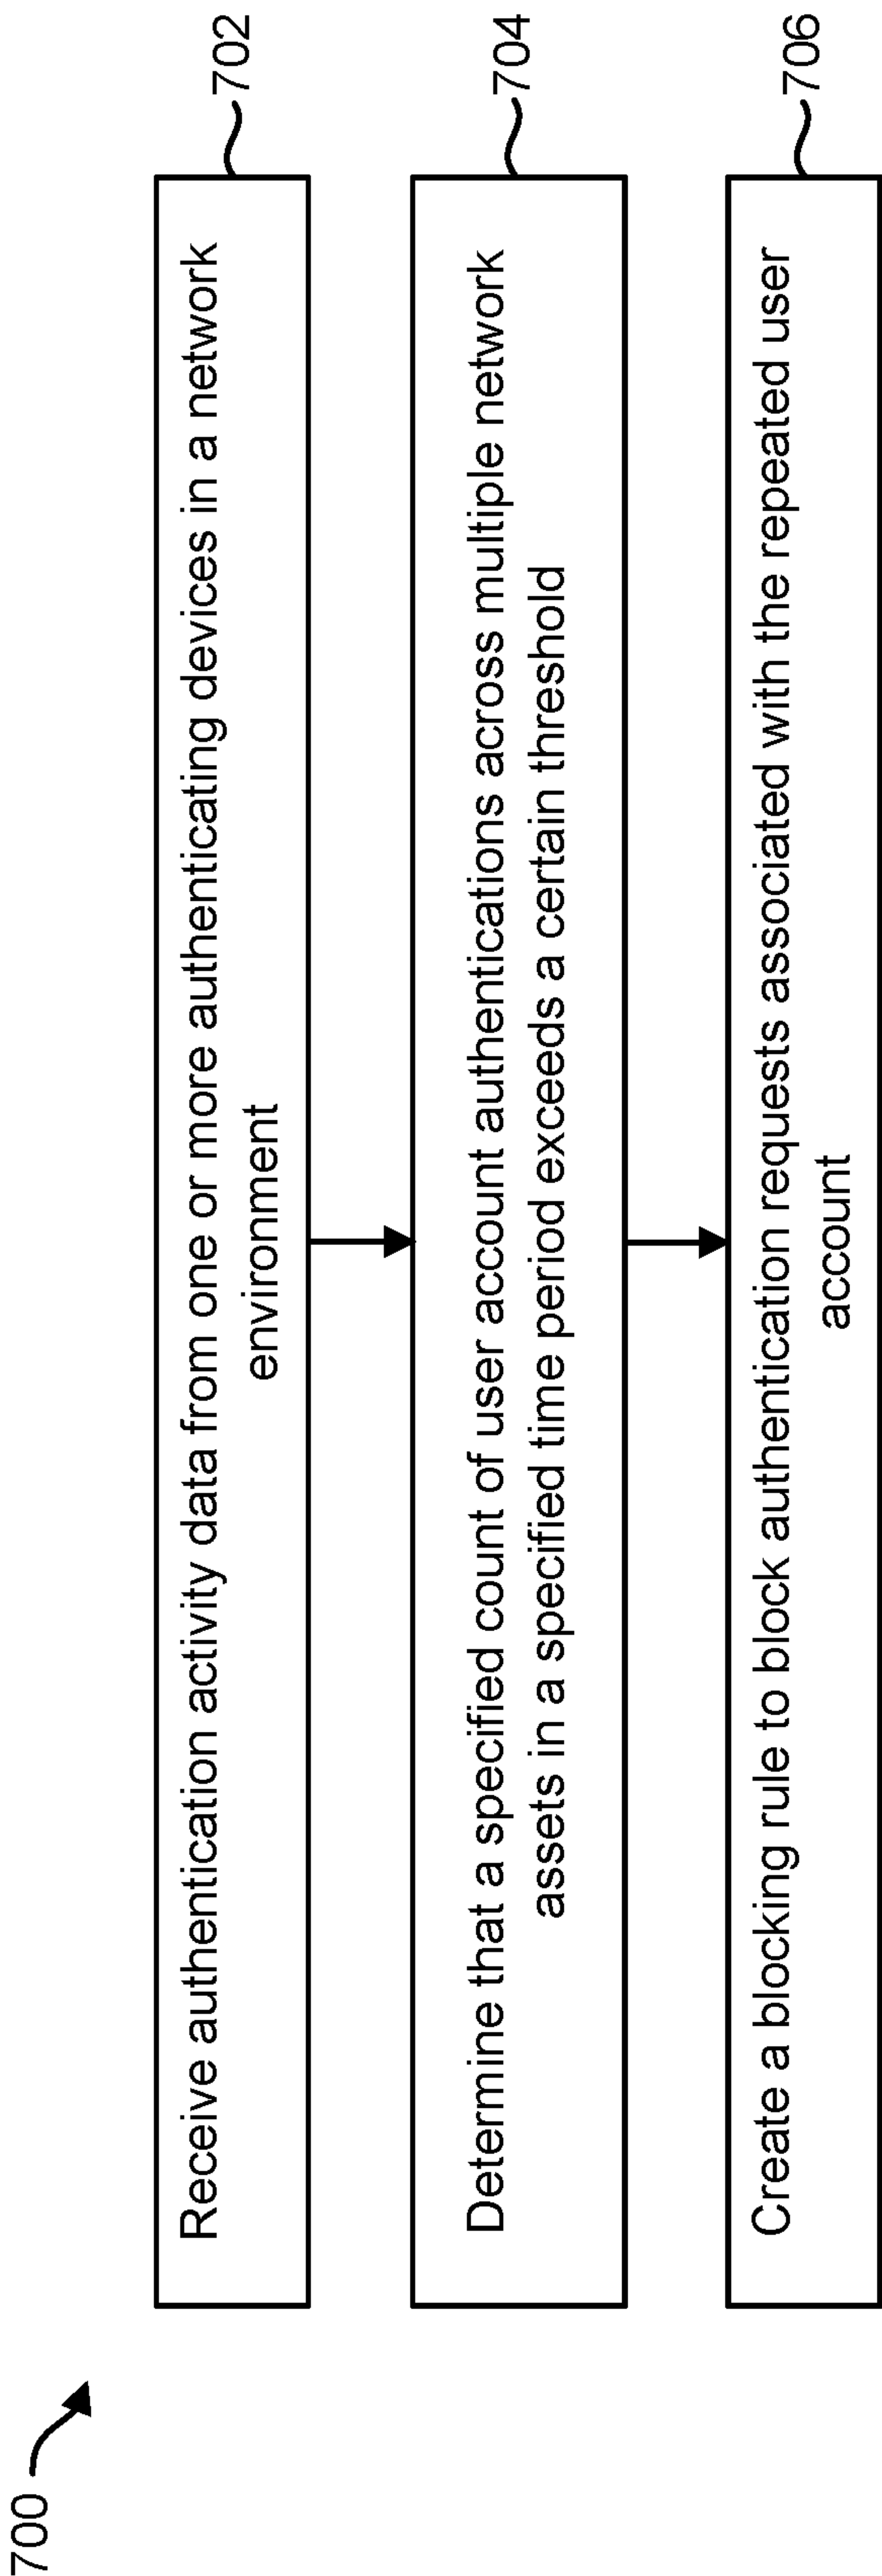 700
Receive authentication activity data from one or more authenticating devices in a network
environment
702
Determine that a specified count of user account authentications across multiple network
assets in a specified time period exceeds a certain threshold
704
Create a blocking rule to block authentication requests associated with the repeated user
account
706